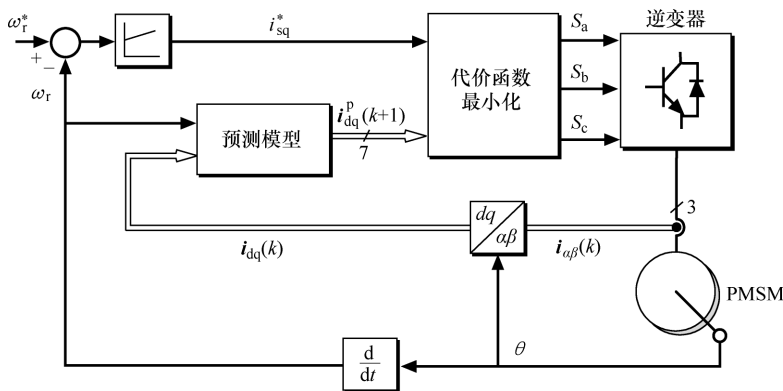 ω*r
+
−
ωr
i*sq
代价函数
最小化
Sa
Sb
Sc
逆变器
预测模型
i^p_dq(k+1)
7
dq
αβ
idq(k)
iαβ(k)
3
PMSM
θ
d
dt